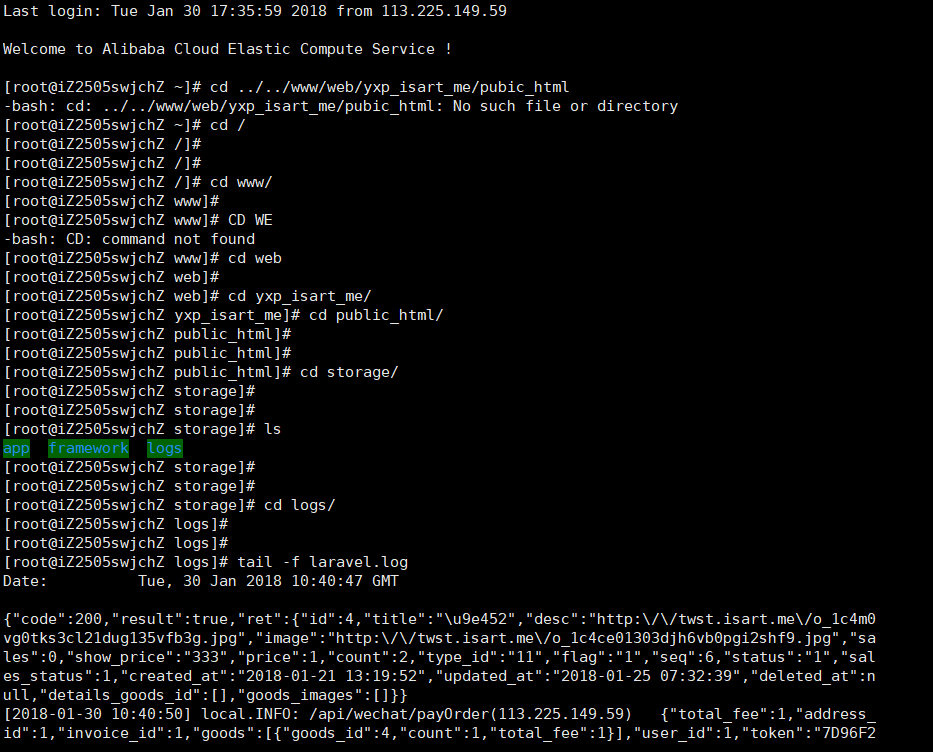 Last login: Tue Jan 30 17:35:59 2018 from 113.225.149.59
Welcome to Alibaba Cloud Elastic Compute Service !
[root@iZ2505swjchZ ~]# cd ../../www/web/yxp_isart_me/pubic_html
-bash: cd: ../../www/web/yxp_isart_me/pubic_html: No such file or directory
[root@iZ2505swjchZ ~]# cd /
[root@iZ2505swjchZ /]#
[root@iZ2505swjchZ /]#
[root@iZ2505swjchZ /]# cd www/
[root@iZ2505swjchZ www]#
[root@iZ2505swjchZ www]# CD WE
-bash: CD: command not found
[root@iZ2505swjchZ www]# cd web
[root@iZ2505swjchZ web]#
[root@iZ2505swjchZ web]# cd yxp_isart_me/
[root@iZ2505swjchZ yxp_isart_me]# cd public_html/
[root@iZ2505swjchZ public_html]#
[root@iZ2505swjchZ public_html]#
[root@iZ2505swjchZ public_html]# cd storage/
[root@iZ2505swjchZ storage]#
[root@iZ2505swjchZ storage]#
[root@iZ2505swjchZ storage]# ls
app  framework  logs
[root@iZ2505swjchZ storage]#
[root@iZ2505swjchZ storage]#
[root@iZ2505swjchZ storage]# cd logs/
[root@iZ2505swjchZ logs]#
[root@iZ2505swjchZ logs]#
[root@iZ2505swjchZ logs]# tail -f laravel.log
Date:          Tue, 30 Jan 2018 10:40:47 GMT
{"code":200,"result":true,"ret":{"id":4,"title":"\u9e452","desc":"http:\/\/twst.isart.me\/o_1c4m0
vg0tks3cl21dug135vfb3g.jpg","image":"http:\/\/twst.isart.me\/o_1c4ce01303djh6vb0pgi2shf9.jpg","sa
les":0,"show_price":"333","price":1,"count":2,"type_id":"11","flag":"1","seq":6,"status":"1","sal
es_status":1,"created_at":"2018-01-21 13:19:52","updated_at":"2018-01-25 07:32:39","deleted_at":n
ull,"details_goods_id":[],"goods_images":[]}}
[2018-01-30 10:40:50] local.INFO: /api/wechat/payOrder(113.225.149.59)   {"total_fee":1,"address_
id":1,"invoice_id":1,"goods":[{"goods_id":4,"count":1,"total_fee":1}],"user_id":1,"token":"7D96F2